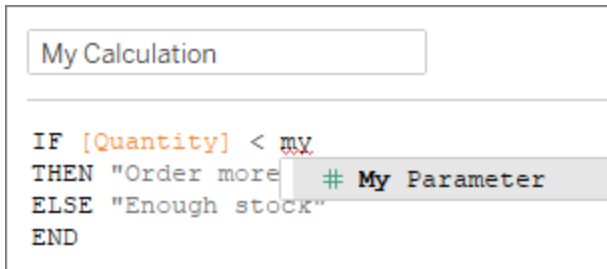 My Calculation
IF [Quantity] < my
THEN "Order more
# My Parameter
ELSE "Enough stock"
END